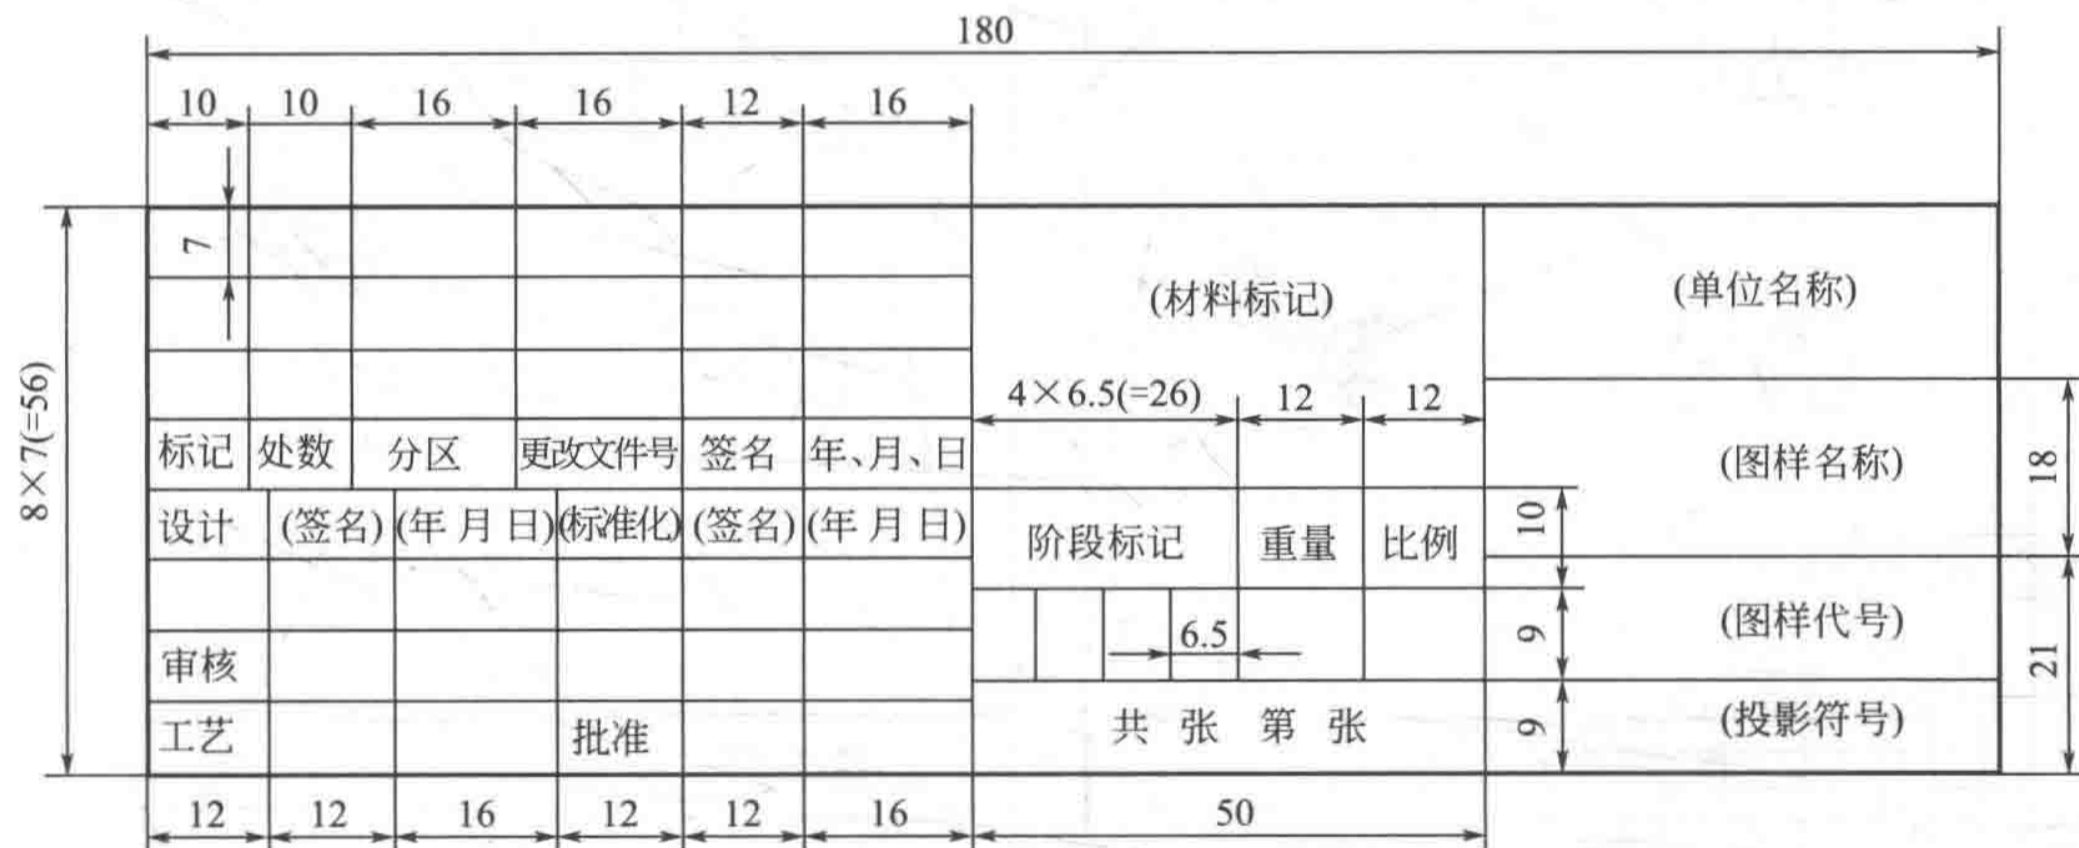 180
10 10 16 16 12 16
7
(材料标记) (单位名称)
8×7(=56)
4×6.5(=26) 12 12
标记 处数 分区 更改文件号 签名 年、月、日 (图样名称) 18
设计 (签名) (年 月 日) (标准化) (签名) (年 月 日) 阶段标记 重量 比例 10
6.5 9 (图样代号) 21
审核
工艺 批准 共 张 第 张 9 (投影符号)
12 12 16 12 12 16 50